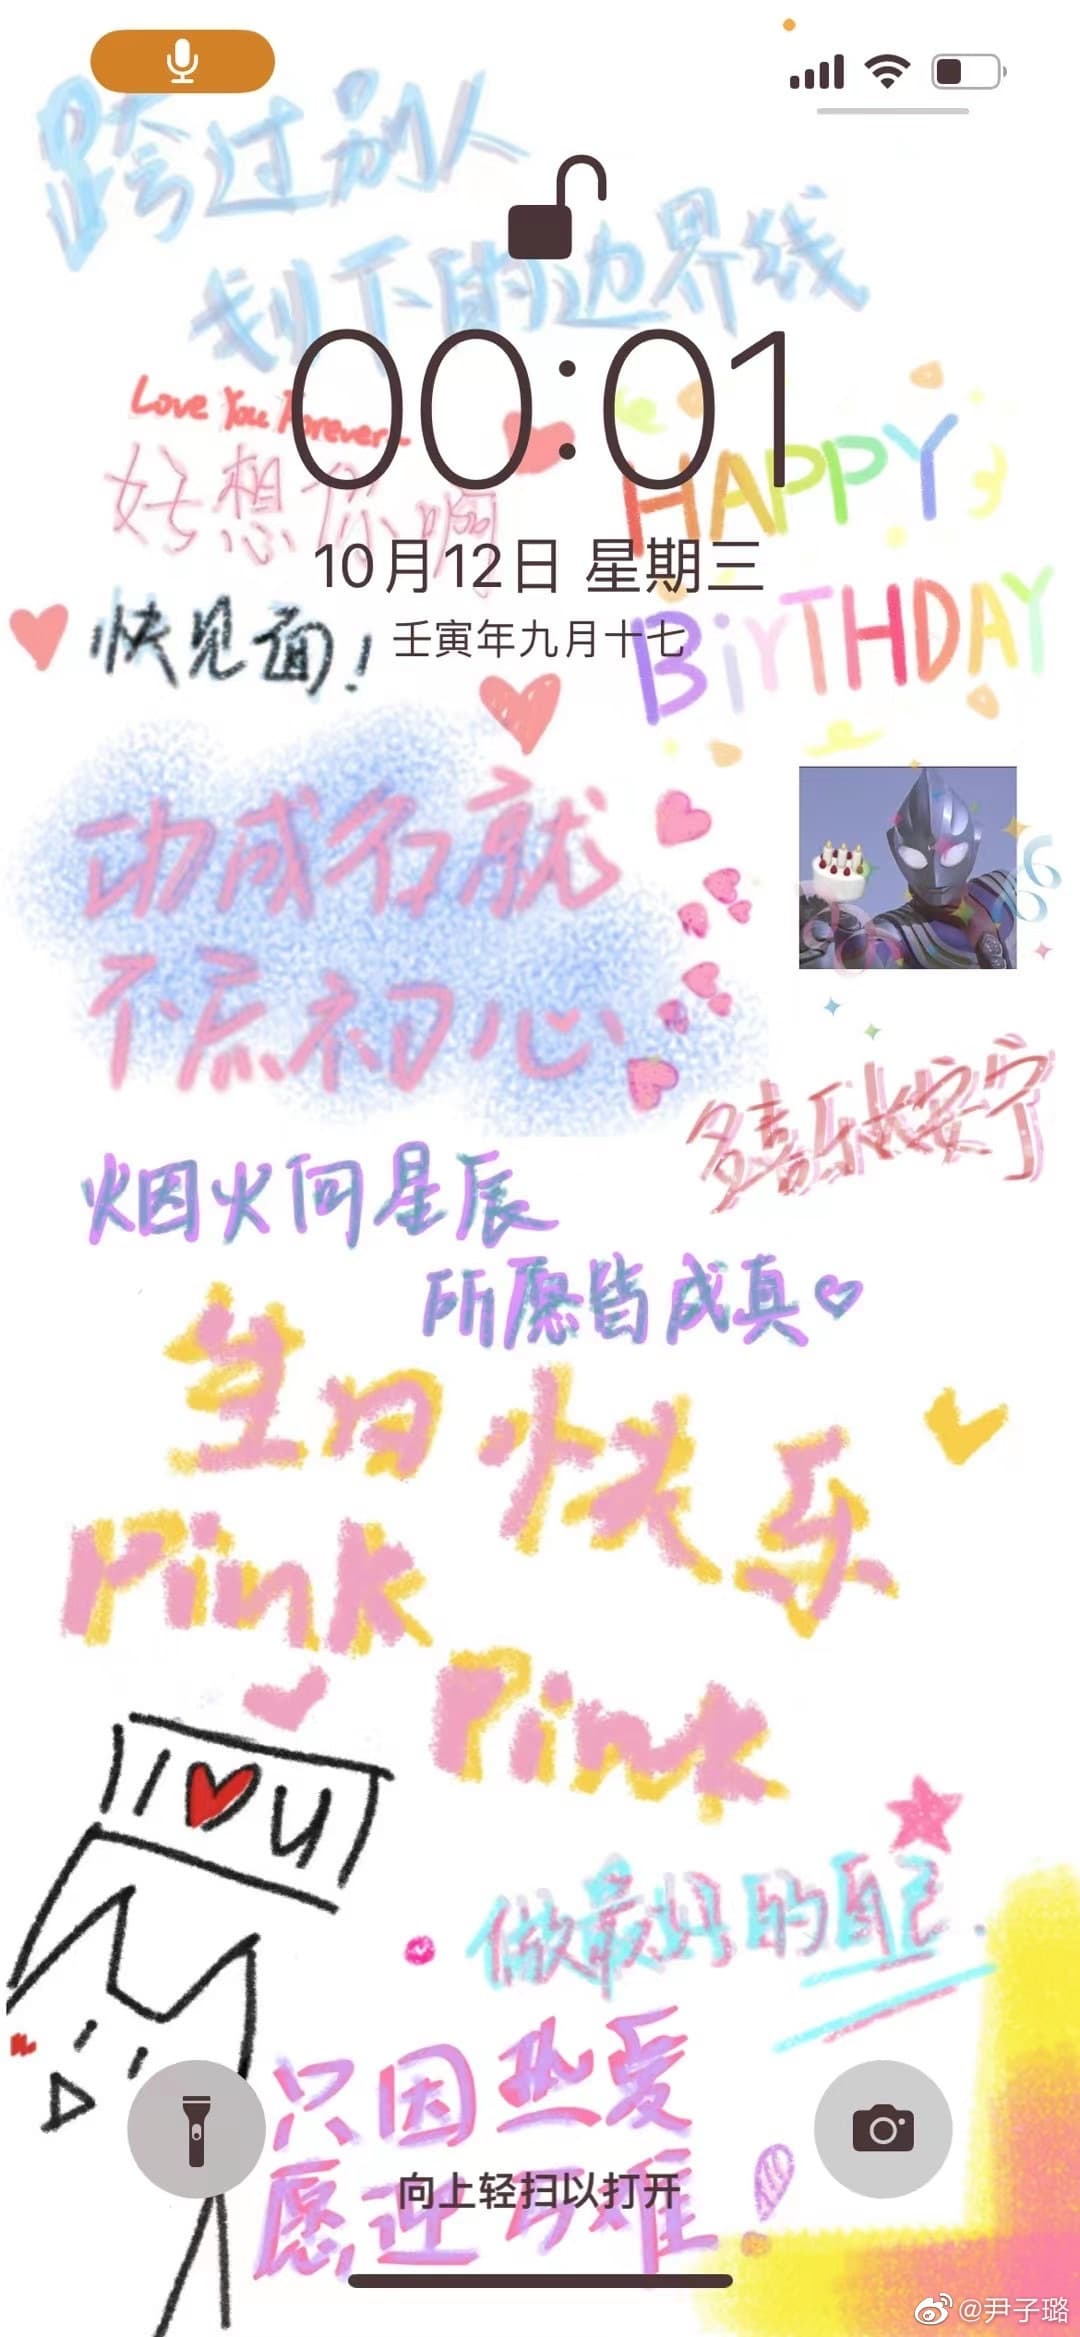 跨过别人
划下的边界线
00:01
Love You Forever~
好想你啊
HAPPY
10月12日 星期三
快见面!
壬寅年九月十七
BiRTHDAY
功成名就
不忘初心
66
多喜乐长安宁
烟火向星辰
所愿皆成真
生日快乐
Pink
Pink
I ♥ U
做最好的自己.
只因热爱
愿迎万难!
向上轻扫以打开
@尹子璐